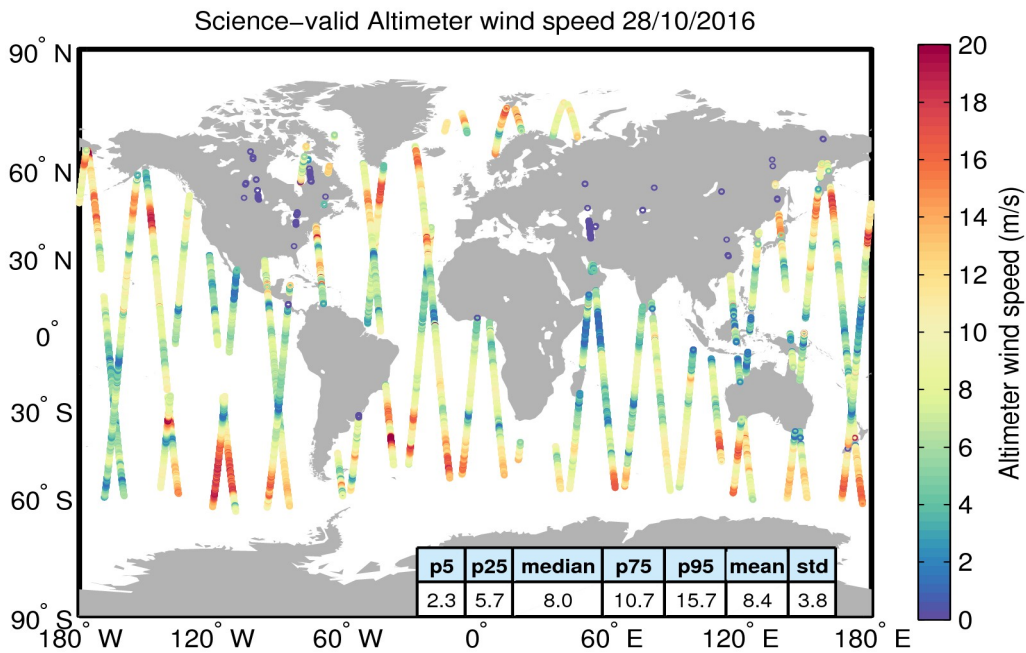 Science−valid Altimeter wind speed 28/10/2016
90° N
60° N
30° N
0°
30° S
60° S
90° S
180° W
120° W
60° W
0°
60° E
120° E
180° E
p5 p25 median p75 p95 mean std
2.3 5.7 8.0 10.7 15.7 8.4 3.8
20
18
16
14
12
10
8
6
4
2
0
Altimeter wind speed (m/s)